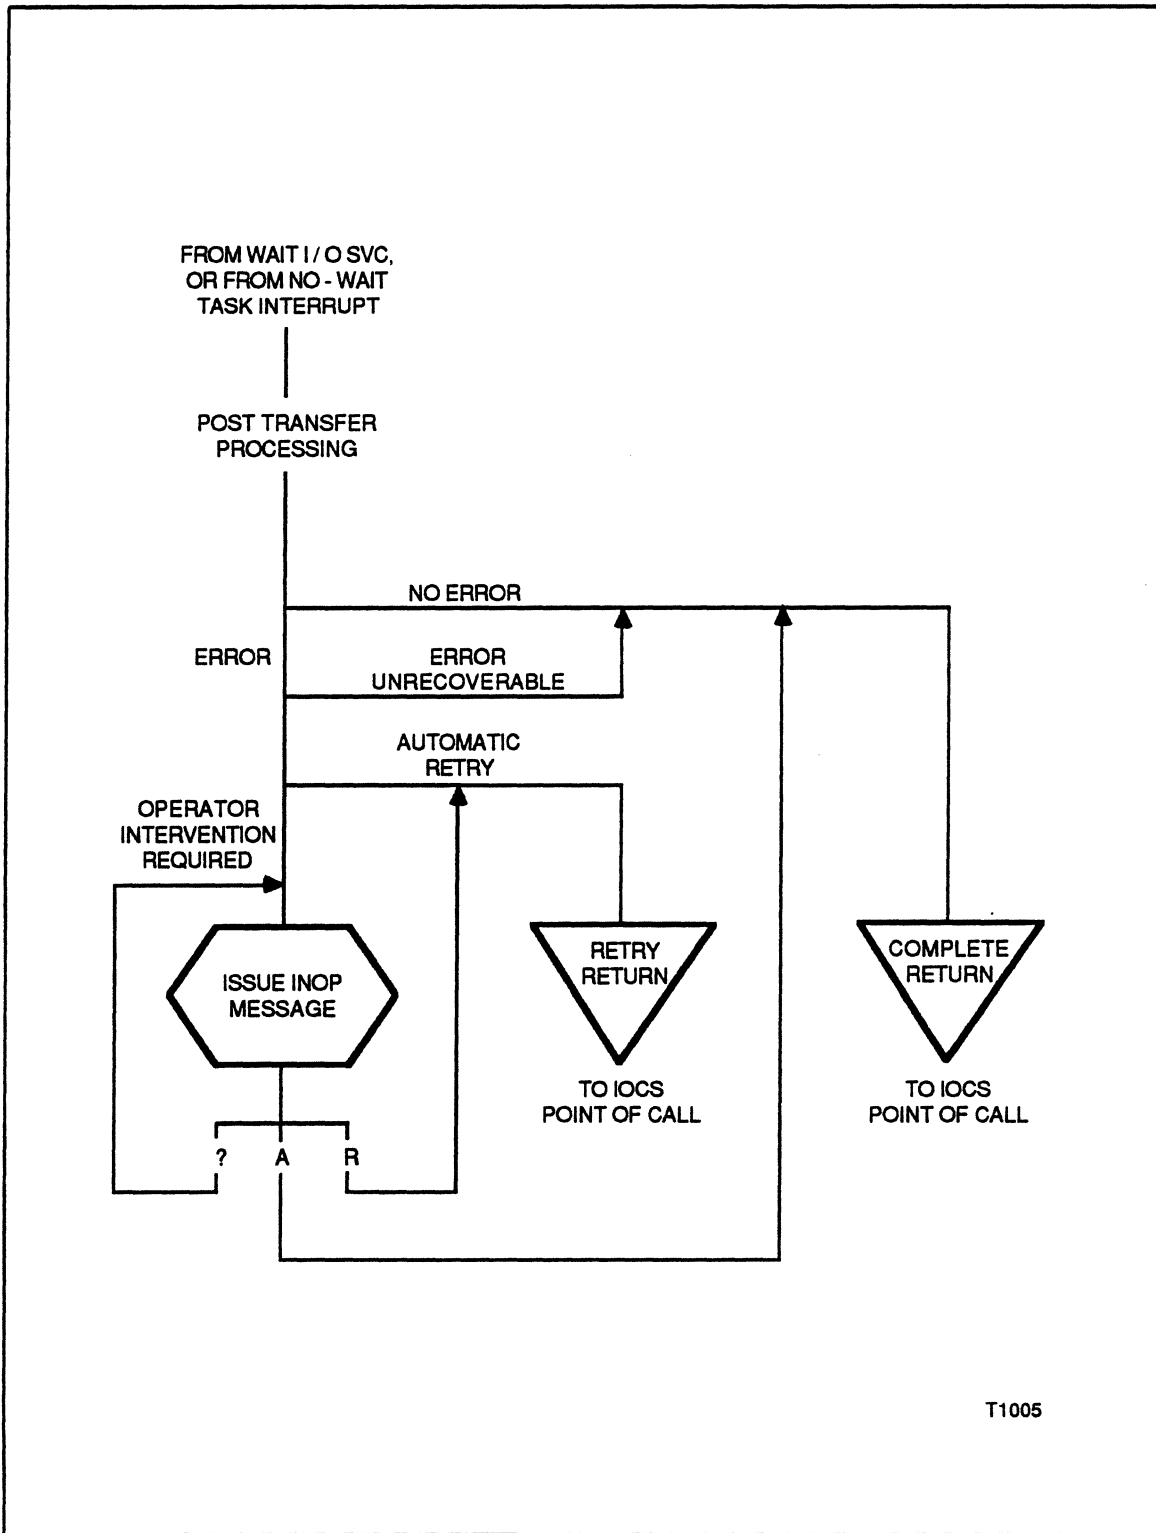 FROM WAIT I / O SVC,
OR FROM NO - WAIT
TASK INTERRUPT
POST TRANSFER
PROCESSING
NO ERROR
ERROR
ERROR
UNRECOVERABLE
AUTOMATIC
RETRY
OPERATOR
INTERVENTION
REQUIRED
ISSUE INOP
MESSAGE
RETRY
RETURN
COMPLETE
RETURN
TO IOCS
POINT OF CALL
TO IOCS
POINT OF CALL
?
A
R
T1005